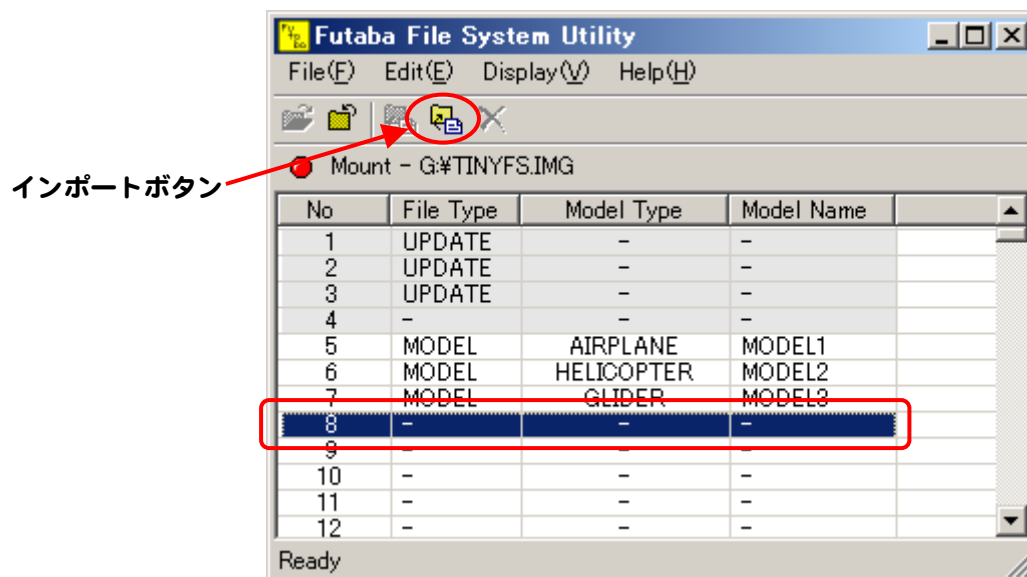 Futaba File System Utility
File(F) Edit(E) Display(V) Help(H)
インポートボタン
Mount - G:¥TINYFS.IMG
No File Type Model Type Model Name
1 UPDATE - -
2 UPDATE - -
3 UPDATE - -
4 - - -
5 MODEL AIRPLANE MODEL1
6 MODEL HELICOPTER MODEL2
7 MODEL GLIDER MODEL3
8 - - -
9 - - -
10 - - -
11 - - -
12 - - -
Ready